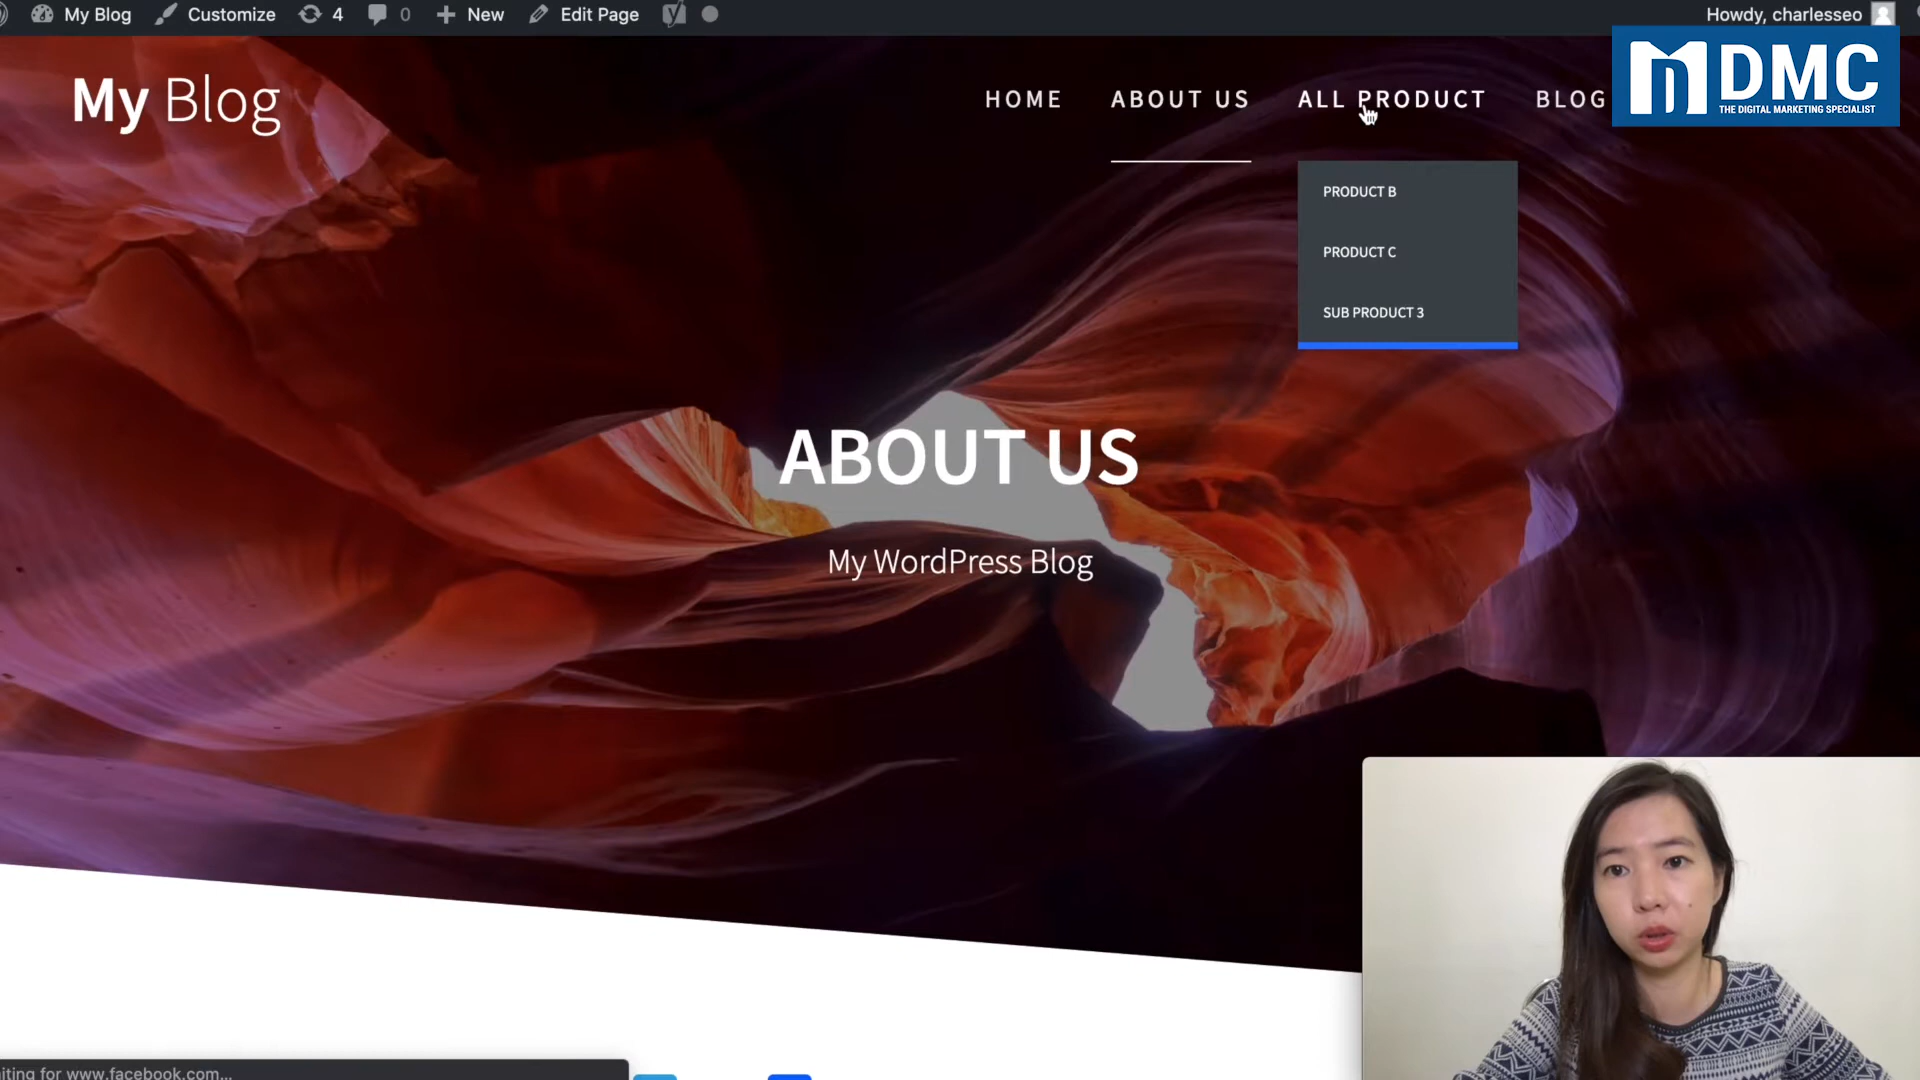 My Blog Customize 4 0 New Edit Page Howdy, charlesseo
My Blog
HOME ABOUT US ALL PRODUCT BLOG
DMC
THE DIGITAL MARKETING SPECIALIST
PRODUCT B
PRODUCT C
SUB PRODUCT 3
ABOUT US
My WordPress Blog
iting for www.facebook.com...